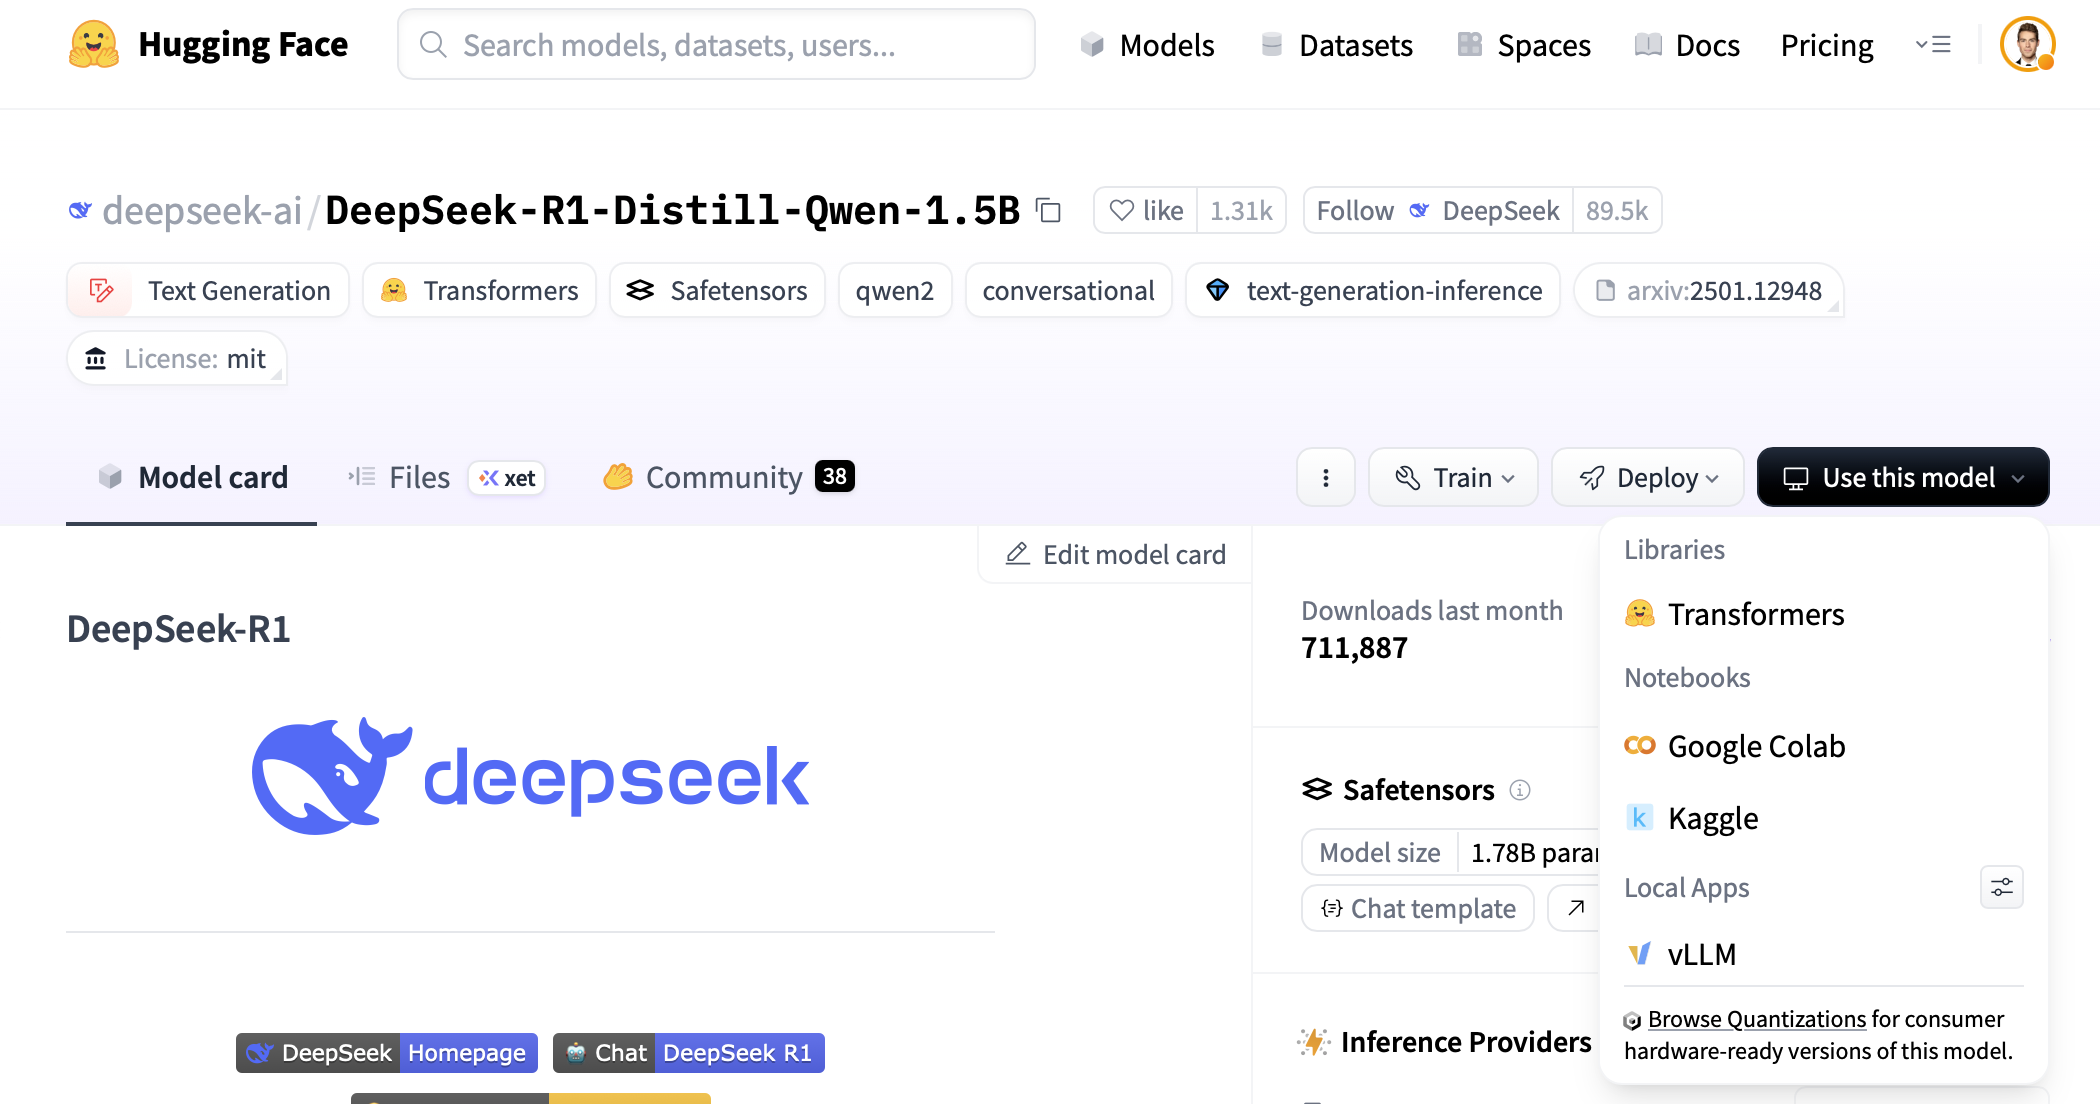 Hugging Face
Search models, datasets, users...
Models
Datasets
Spaces
Docs
Pricing
deepseek-ai/DeepSeek-R1-Distill-Qwen-1.5B
like 1.31k
Follow DeepSeek 89.5k
Text Generation
Transformers
Safetensors
qwen2
conversational
text-generation-inference
arxiv:2501.12948
License: mit
Model card
Files xet
Community 38
Train
Deploy
Use this model
Edit model card
DeepSeek-R1
deepseek
DeepSeek Homepage
Chat DeepSeek R1
Downloads last month
711,887
Safetensors
Model size 1.78B
Chat template
Inference Providers
Libraries
Transformers
Notebooks
Google Colab
k Kaggle
Local Apps
vLLM
Browse Quantizations for consumer
hardware-ready versions of this model.